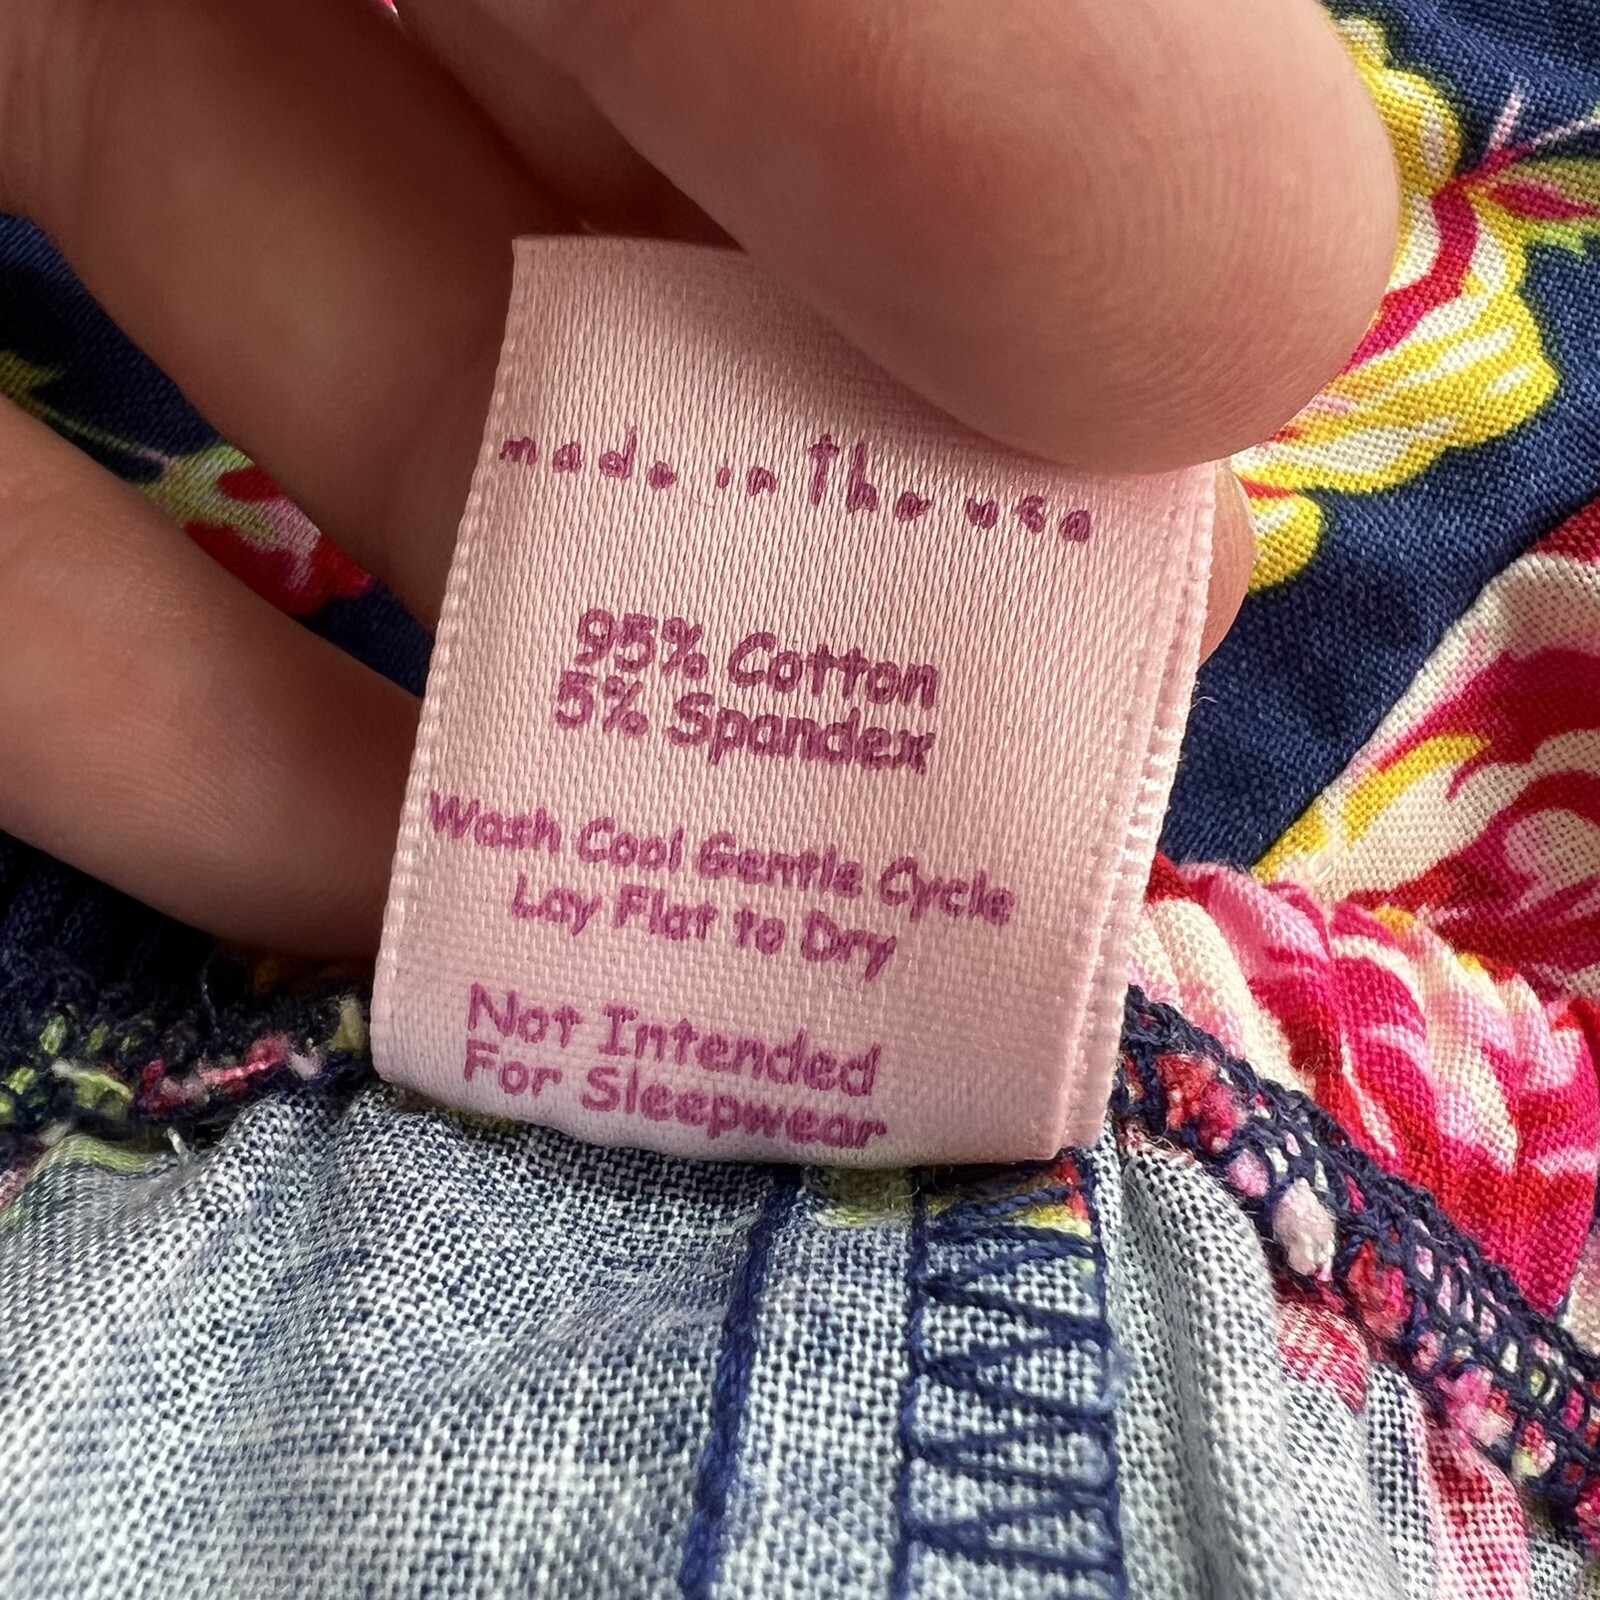 made in the usa
95% Cotton
5% Spandex
Wash Cool Gentle Cycle
Lay Flat to Dry
Not Intended
For Sleepwear